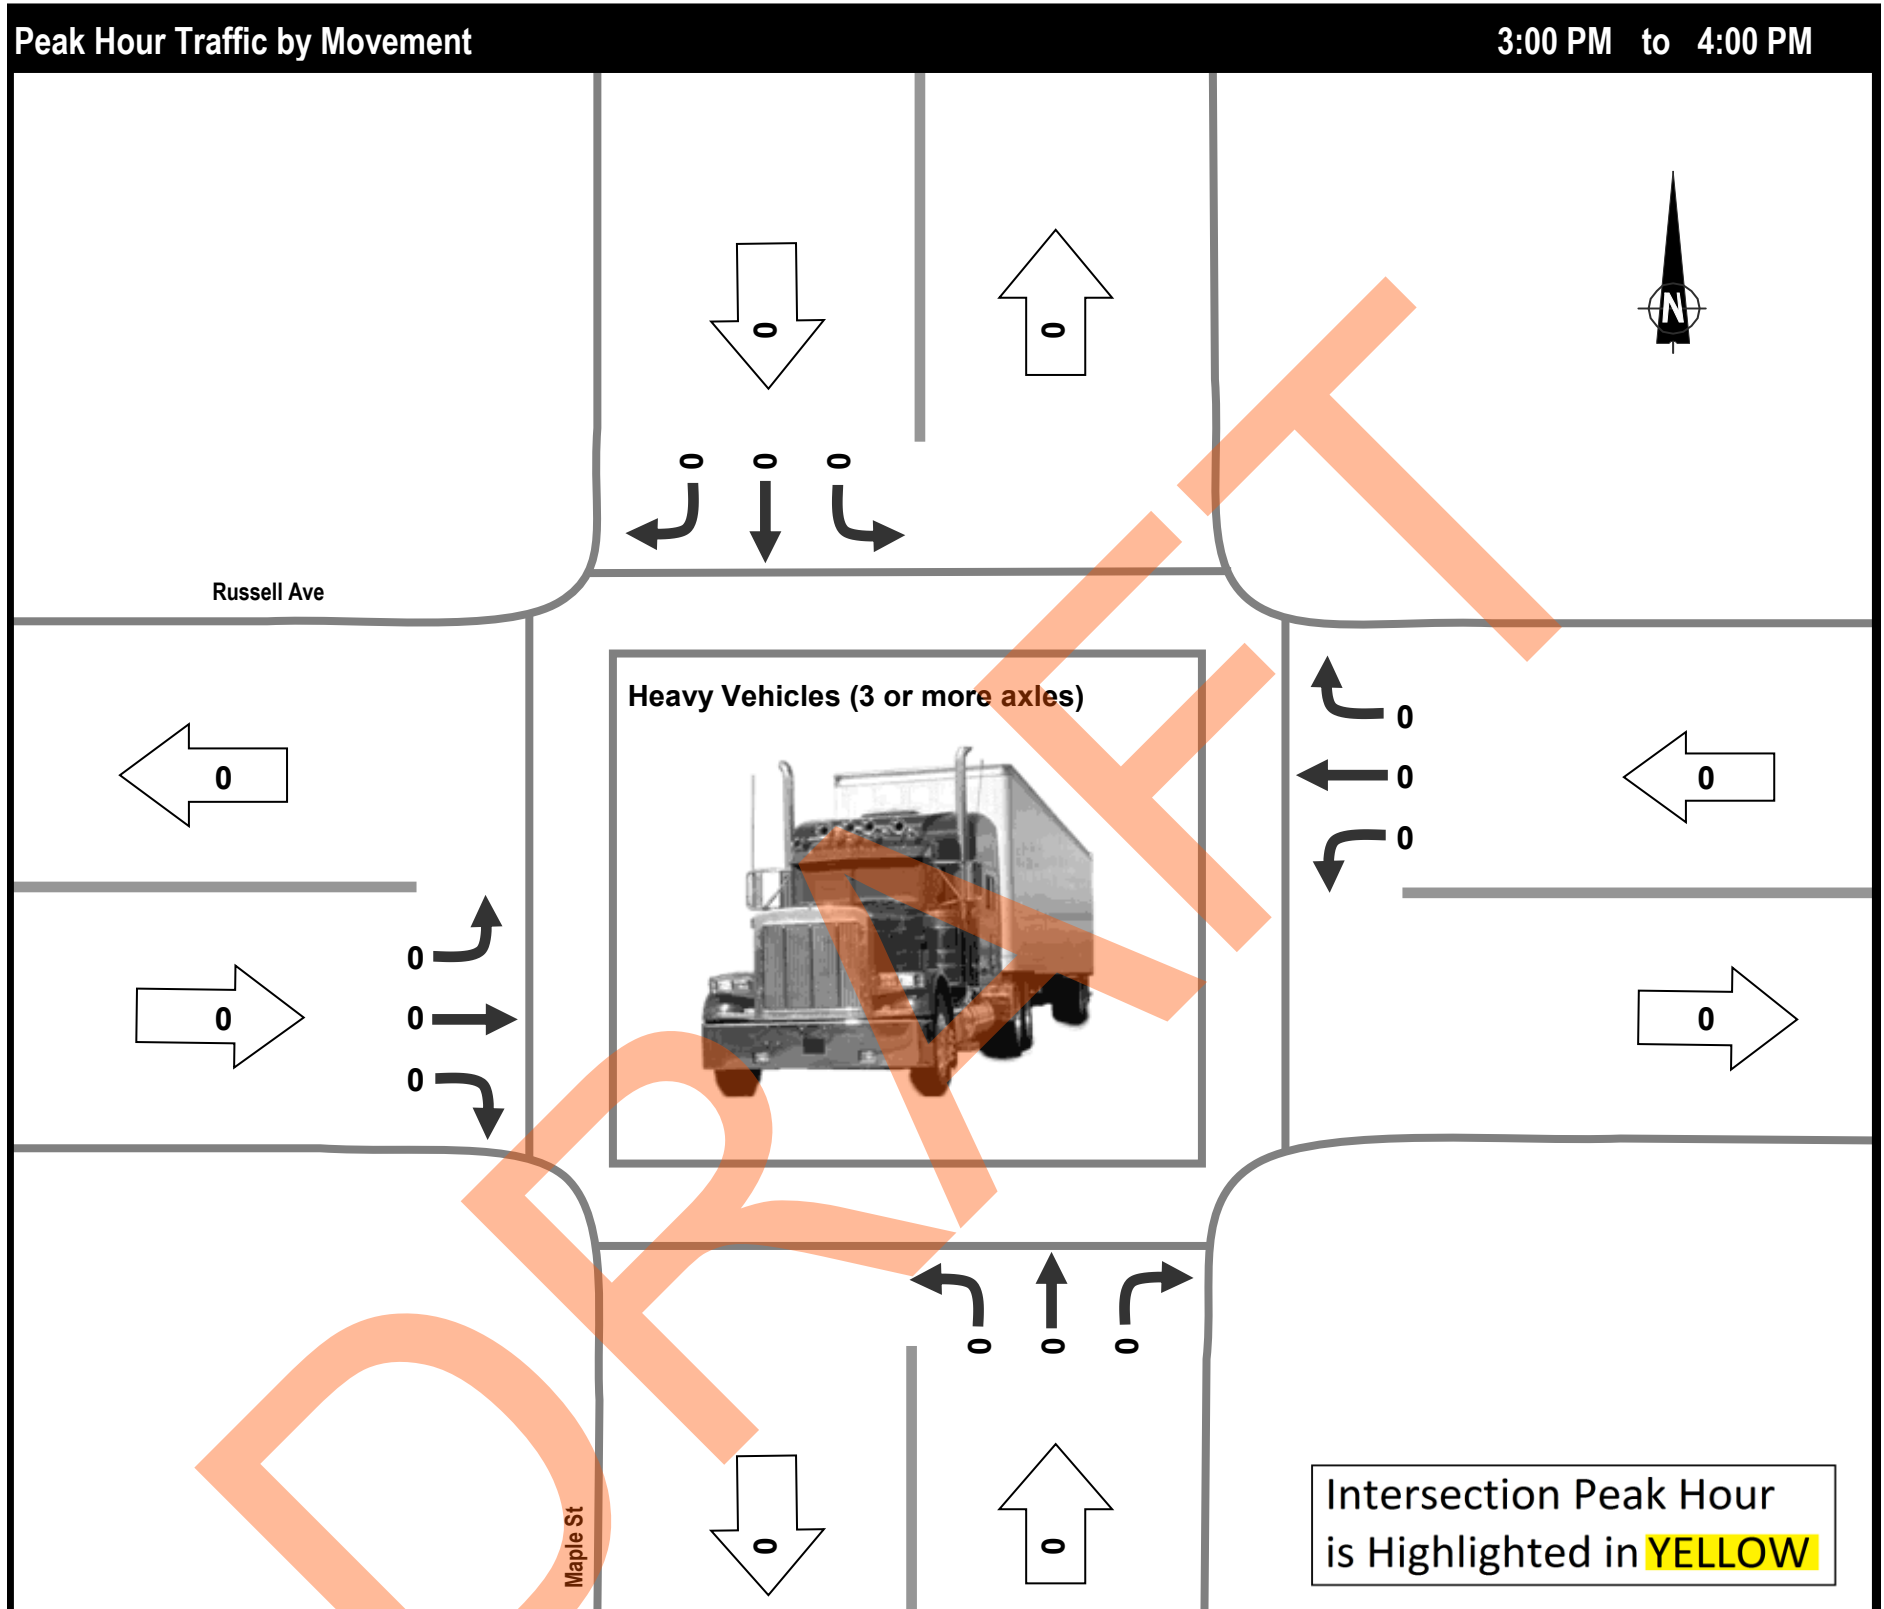 Peak Hour Traffic by Movement 3:00 PM to 4:00 PM
N
0 0
0 0 0
Russell Ave
Heavy Vehicles (3 or more axles)
0
0
0
0
0
0
0
0
0
0
0 0 0
0 0
Maple St
Intersection Peak Hour
is Highlighted in YELLOW
DRAFT